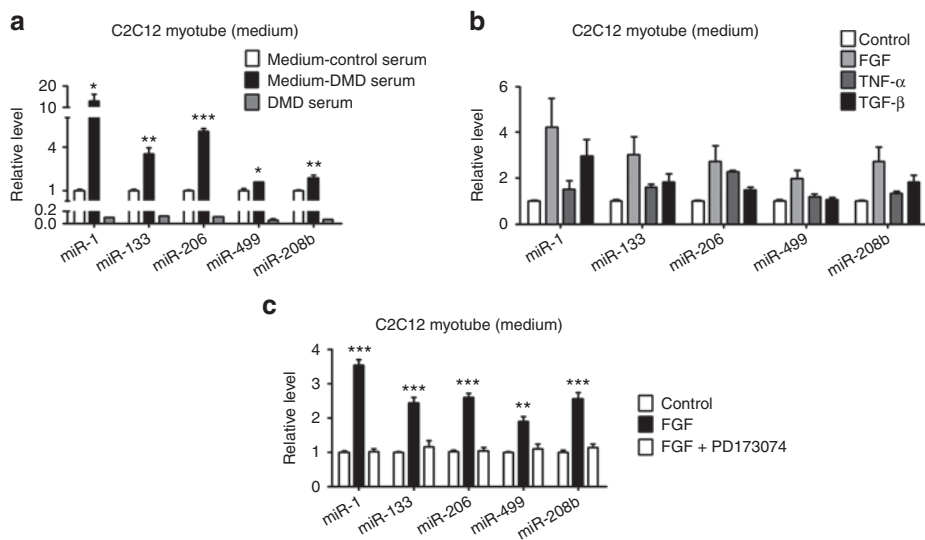 a
C2C12 myotube (medium)
Medium-control serum
Medium-DMD serum
DMD serum
Relative level
20
10
4
1
0.2
0.0
*
**
***
*
**
miR-1
miR-133
miR-206
miR-499
miR-208b
b
C2C12 myotube (medium)
Control
FGF
TNF-α
TGF-β
Relative level
6
4
2
0
miR-1
miR-133
miR-206
miR-499
miR-208b
c
C2C12 myotube (medium)
Relative level
4
3
2
1
0
***
***
***
**
***
Control
FGF
FGF + PD173074
miR-1
miR-133
miR-206
miR-499
miR-208b